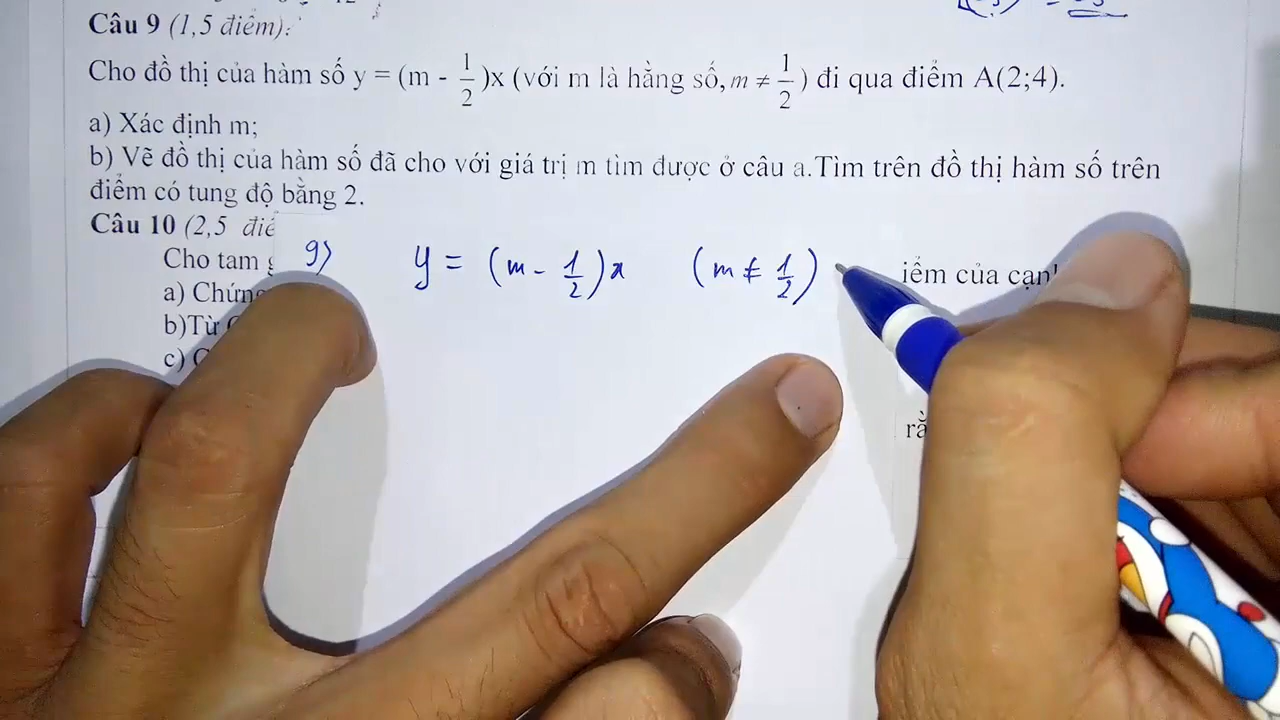 Câu 9 (1,5 điểm):
Cho đồ thị của hàm số y = (m - 1/2)x (với m là hằng số, m ≠ 1/2) đi qua điểm A(2;4).
a) Xác định m;
b) Vẽ đồ thị của hàm số đã cho với giá trị m tìm được ở câu a.Tìm trên đồ thị hàm số trên
điểm có tung độ bằng 2.
Câu 10 (2,5
Cho tam
9) y = (m - 1/2)x (m ≠ 1/2)
iểm của cạn
a) Chứn
b)Từ
c)